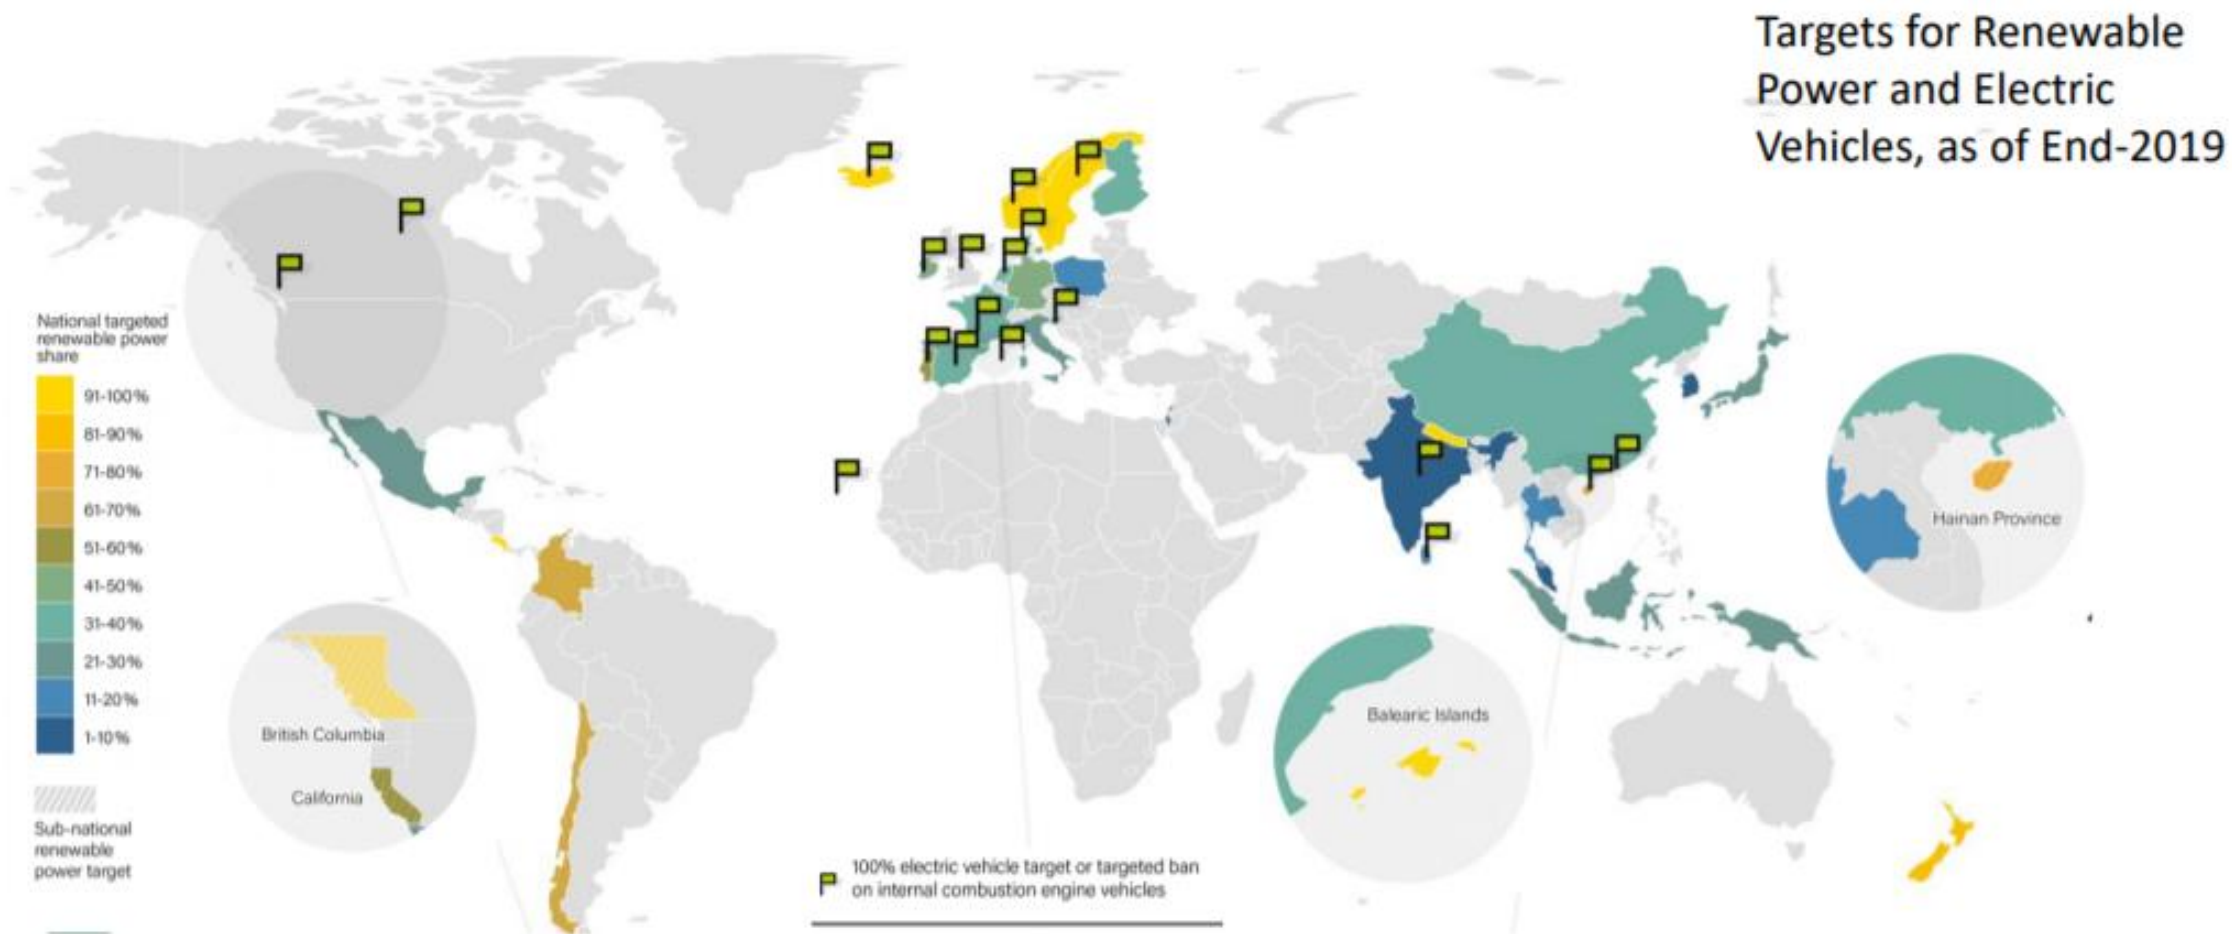 Targets for Renewable
Power and Electric
Vehicles, as of End-2019
National targeted
renewable power
share
91-100%
81-90%
71-80%
61-70%
51-60%
41-50%
31-40%
21-30%
11-20%
1-10%
Sub-national
renewable
power target
British Columbia
California
100% electric vehicle target or targeted ban
on internal combustion engine vehicles
Balearic Islands
Hainan Province